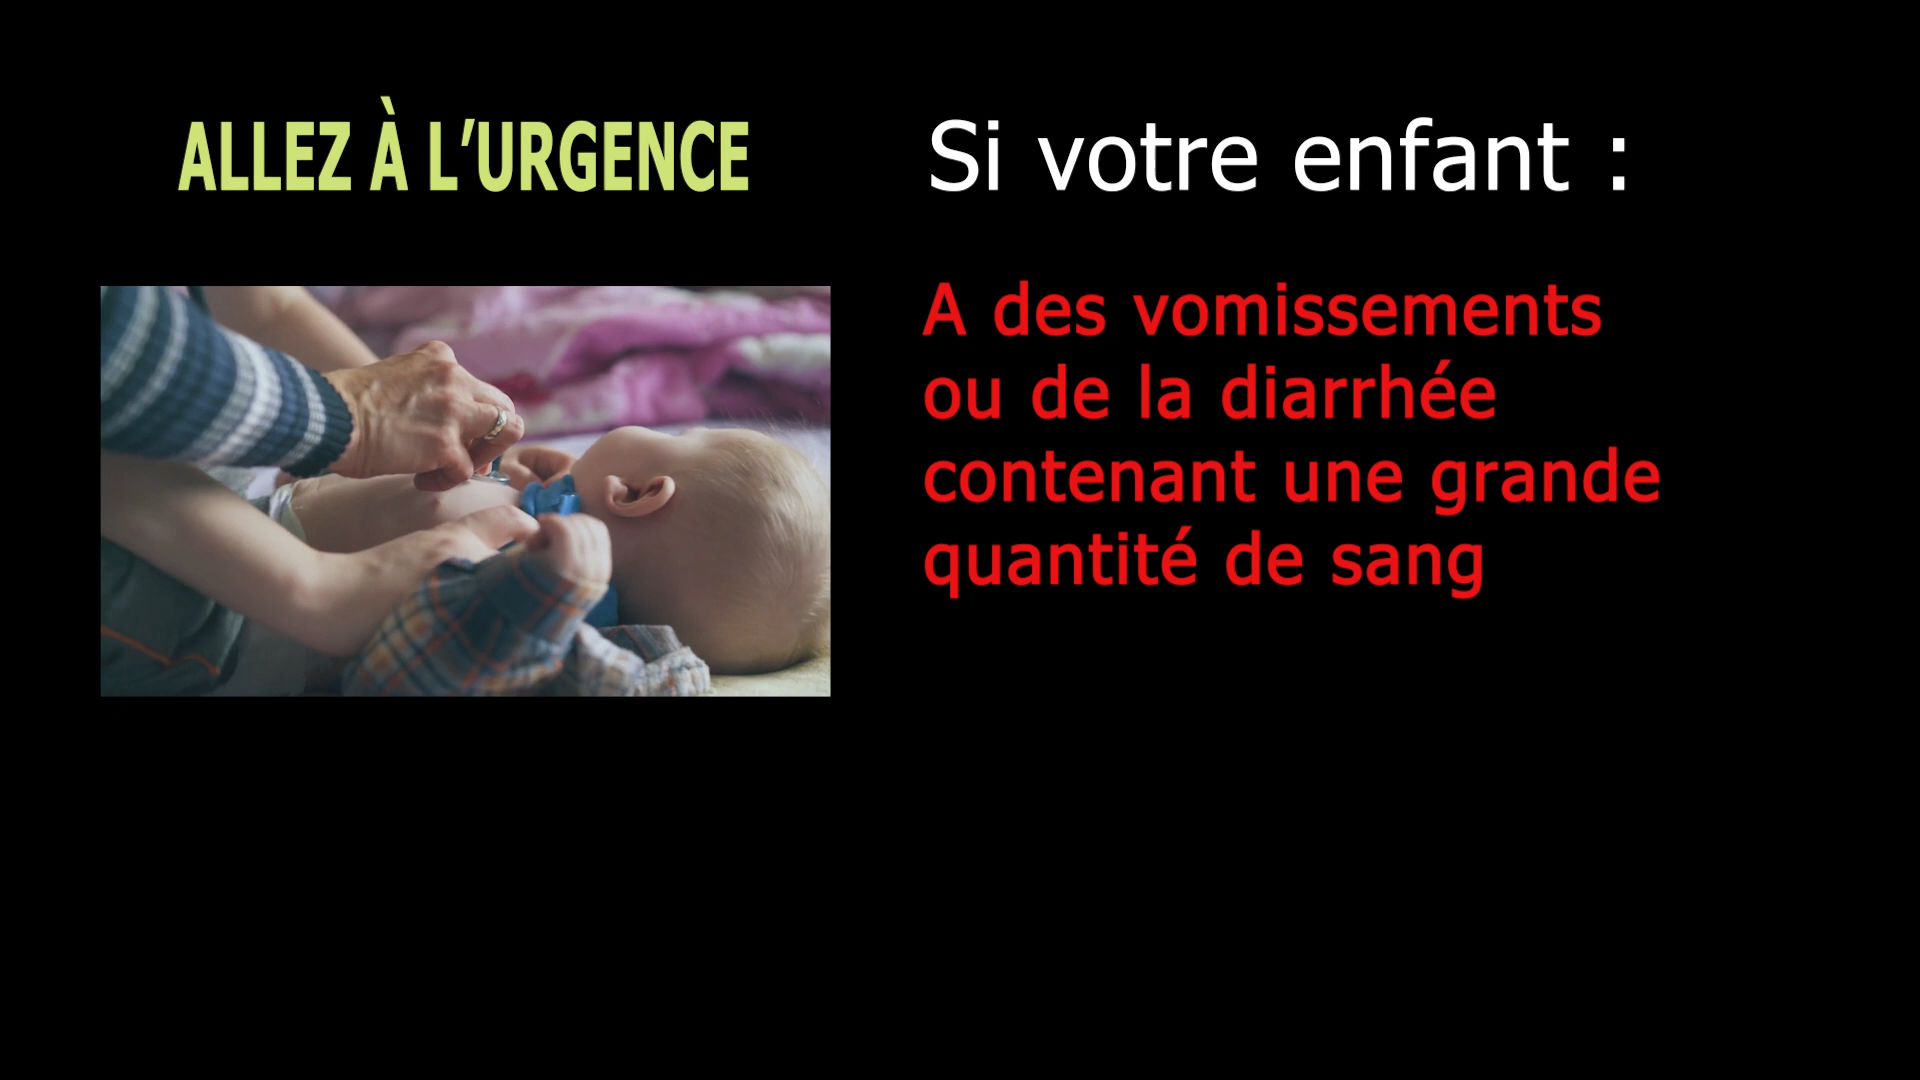 ALLEZ À L’URGENCE
Si votre enfant :
A des vomissements
ou de la diarrhée
contenant une grande
quantité de sang